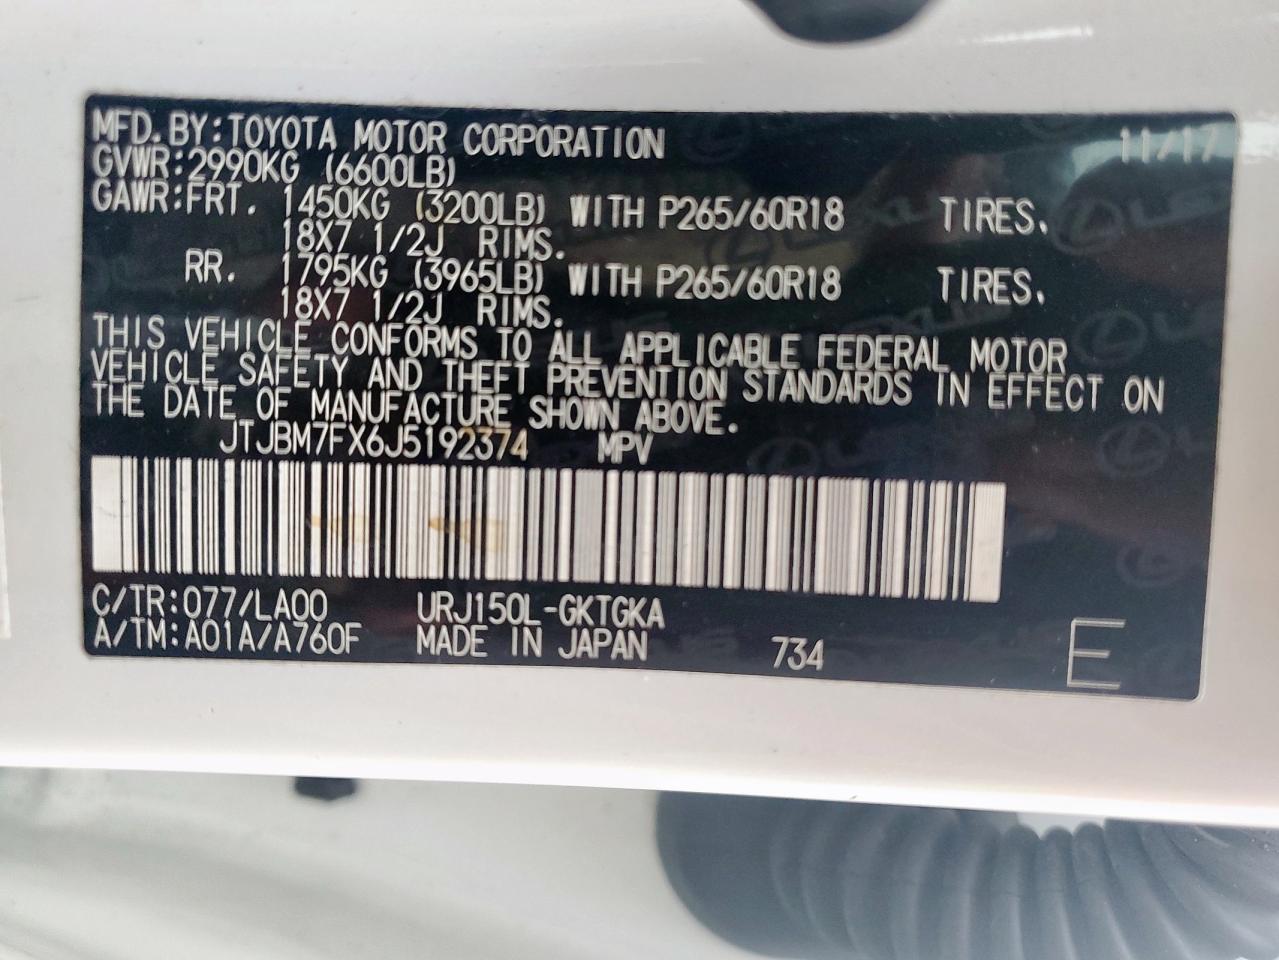 MFD.BY:TOYOTA MOTOR CORPORATION 11/17
GVWR:2990KG (6600LB)
GAWR:FRT. 1450KG (3200LB) WITH P265/60R18 TIRES.
18X7 1/2J RIMS.
RR. 1795KG (3965LB) WITH P265/60R18 TIRES.
18X7 1/2J RIMS.
THIS VEHICLE CONFORMS TO ALL APPLICABLE FEDERAL MOTOR
VEHICLE SAFETY AND THEFT PREVENTION STANDARDS IN EFFECT ON
THE DATE OF MANUFACTURE SHOWN ABOVE.
JTJBM7FX6J5192374 MPV
C/TR:077/LA00 URJ150L-GKTGKA
A/TM:A01A/A760F MADE IN JAPAN 734 E